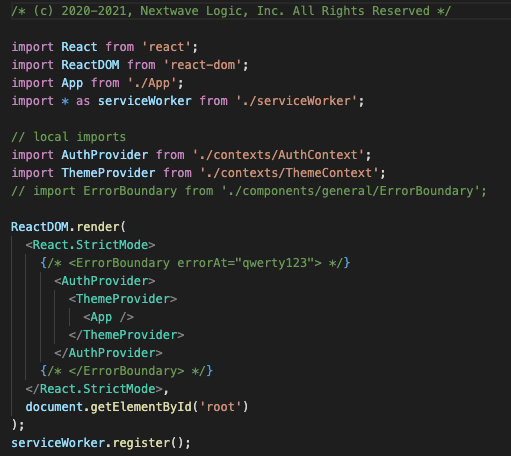 /* (c) 2020-2021, Nextwave Logic, Inc. All Rights Reserved */

import React from 'react';
import ReactDOM from 'react-dom';
import App from './App';
import * as serviceWorker from './serviceWorker';

// local imports
import AuthProvider from './contexts/AuthContext';
import ThemeProvider from './contexts/ThemeContext';
// import ErrorBoundary from './components/general/ErrorBoundary';

ReactDOM.render(
  <React.StrictMode>
    {/* <ErrorBoundary errorAt="qwerty123"> */}
      <AuthProvider>
        <ThemeProvider>
          <App />
        </ThemeProvider>
      </AuthProvider>
    {/* </ErrorBoundary> */}
  </React.StrictMode>,
  document.getElementById('root')
);
serviceWorker.register();